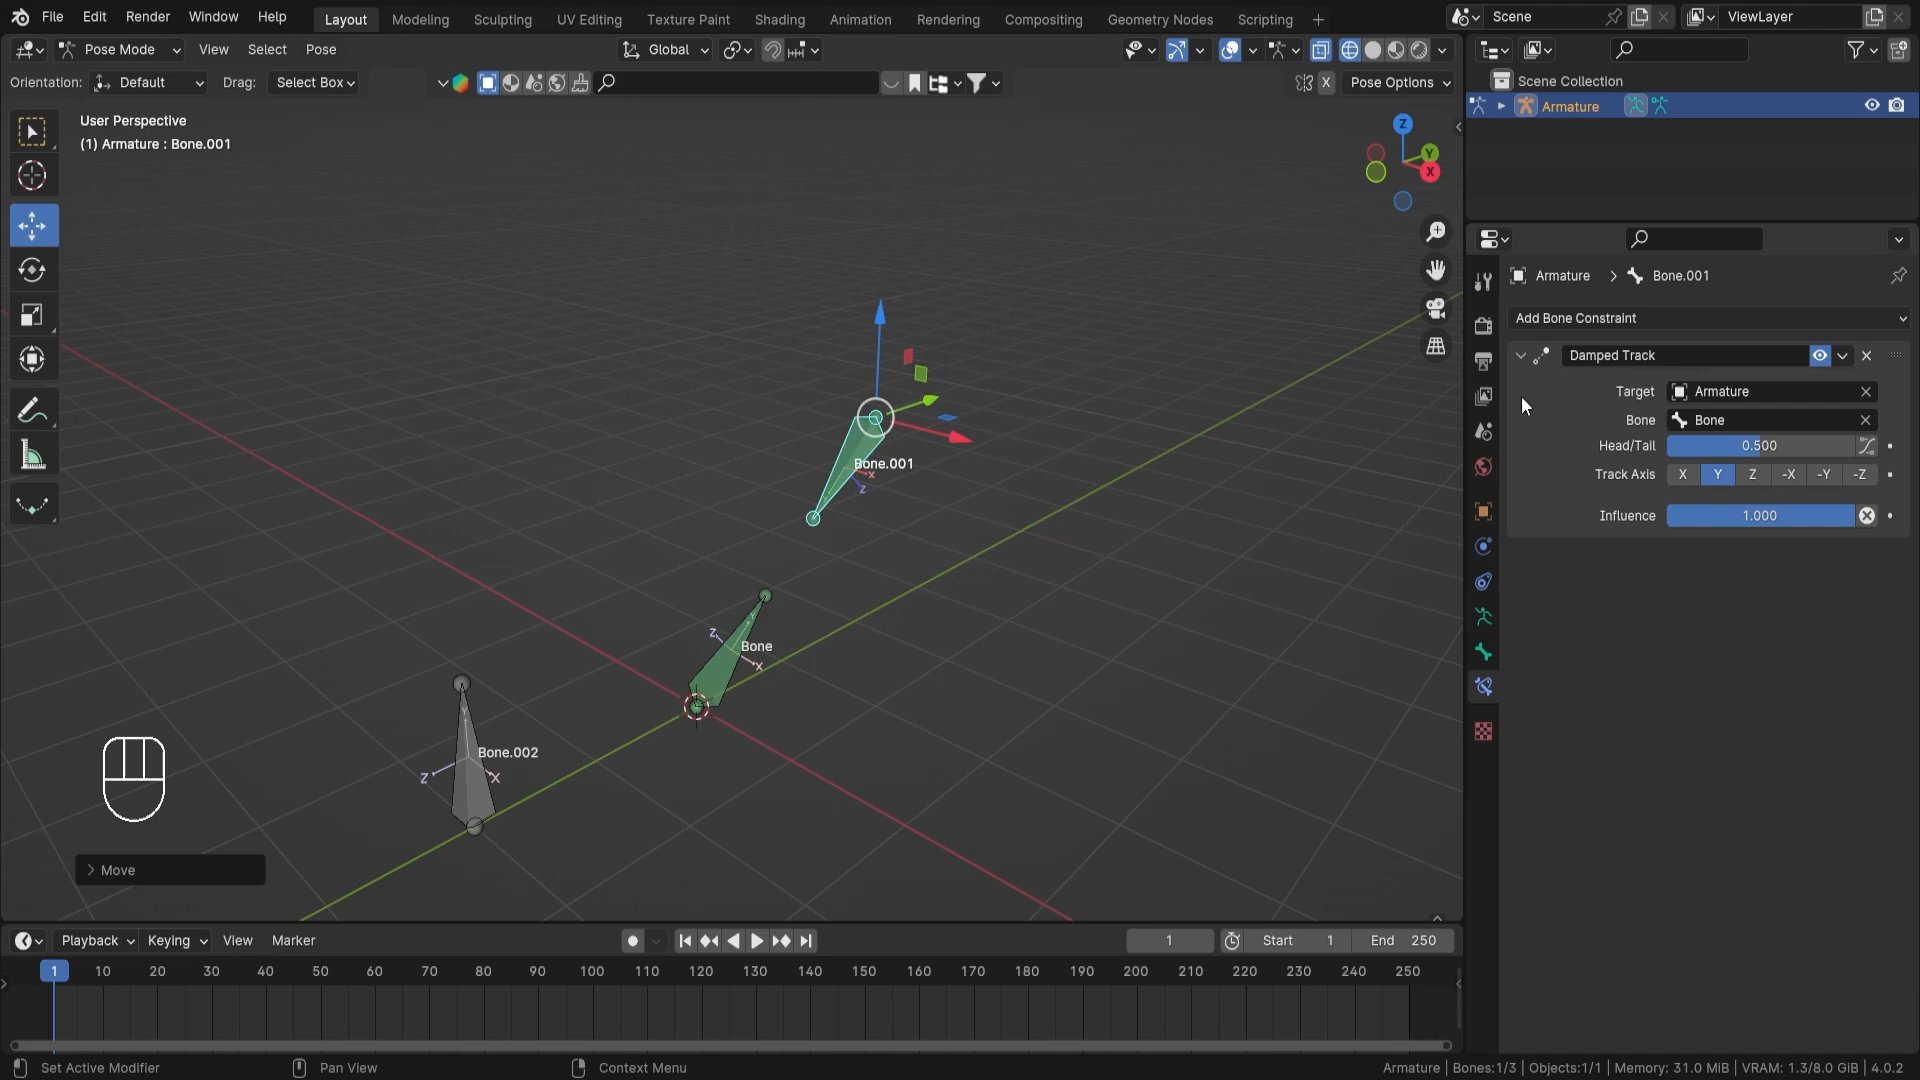 File Edit Render Window Help Layout Modeling Sculpting UV Editing Texture Paint Shading Animation Rendering Compositing Geometry Nodes Scripting + Scene ViewLayer
Pose Mode View Select Pose Global
Orientation: Default Drag: Select Box X Pose Options
Scene Collection
Armature
User Perspective
(1) Armature : Bone.001
Z
Y
X
Armature Bone.001
Add Bone Constraint
Damped Track
Target Armature
Bone Bone
Head/Tail 0.500
Track Axis X Y Z -X -Y -Z
Influence 1.000
Bone.001
X
Z
Y
Z
Bone
X
Y
Bone.002
Z X
Move
Playback Keying View Marker 1 Start 1 End 250
1 10 20 30 40 50 60 70 80 90 100 110 120 130 140 150 160 170 180 190 200 210 220 230 240 250
Set Active Modifier Pan View Context Menu Armature | Bones:1/3 | Objects:1/1 | Memory: 31.0 MiB | VRAM: 1.3/8.0 GiB | 4.0.2